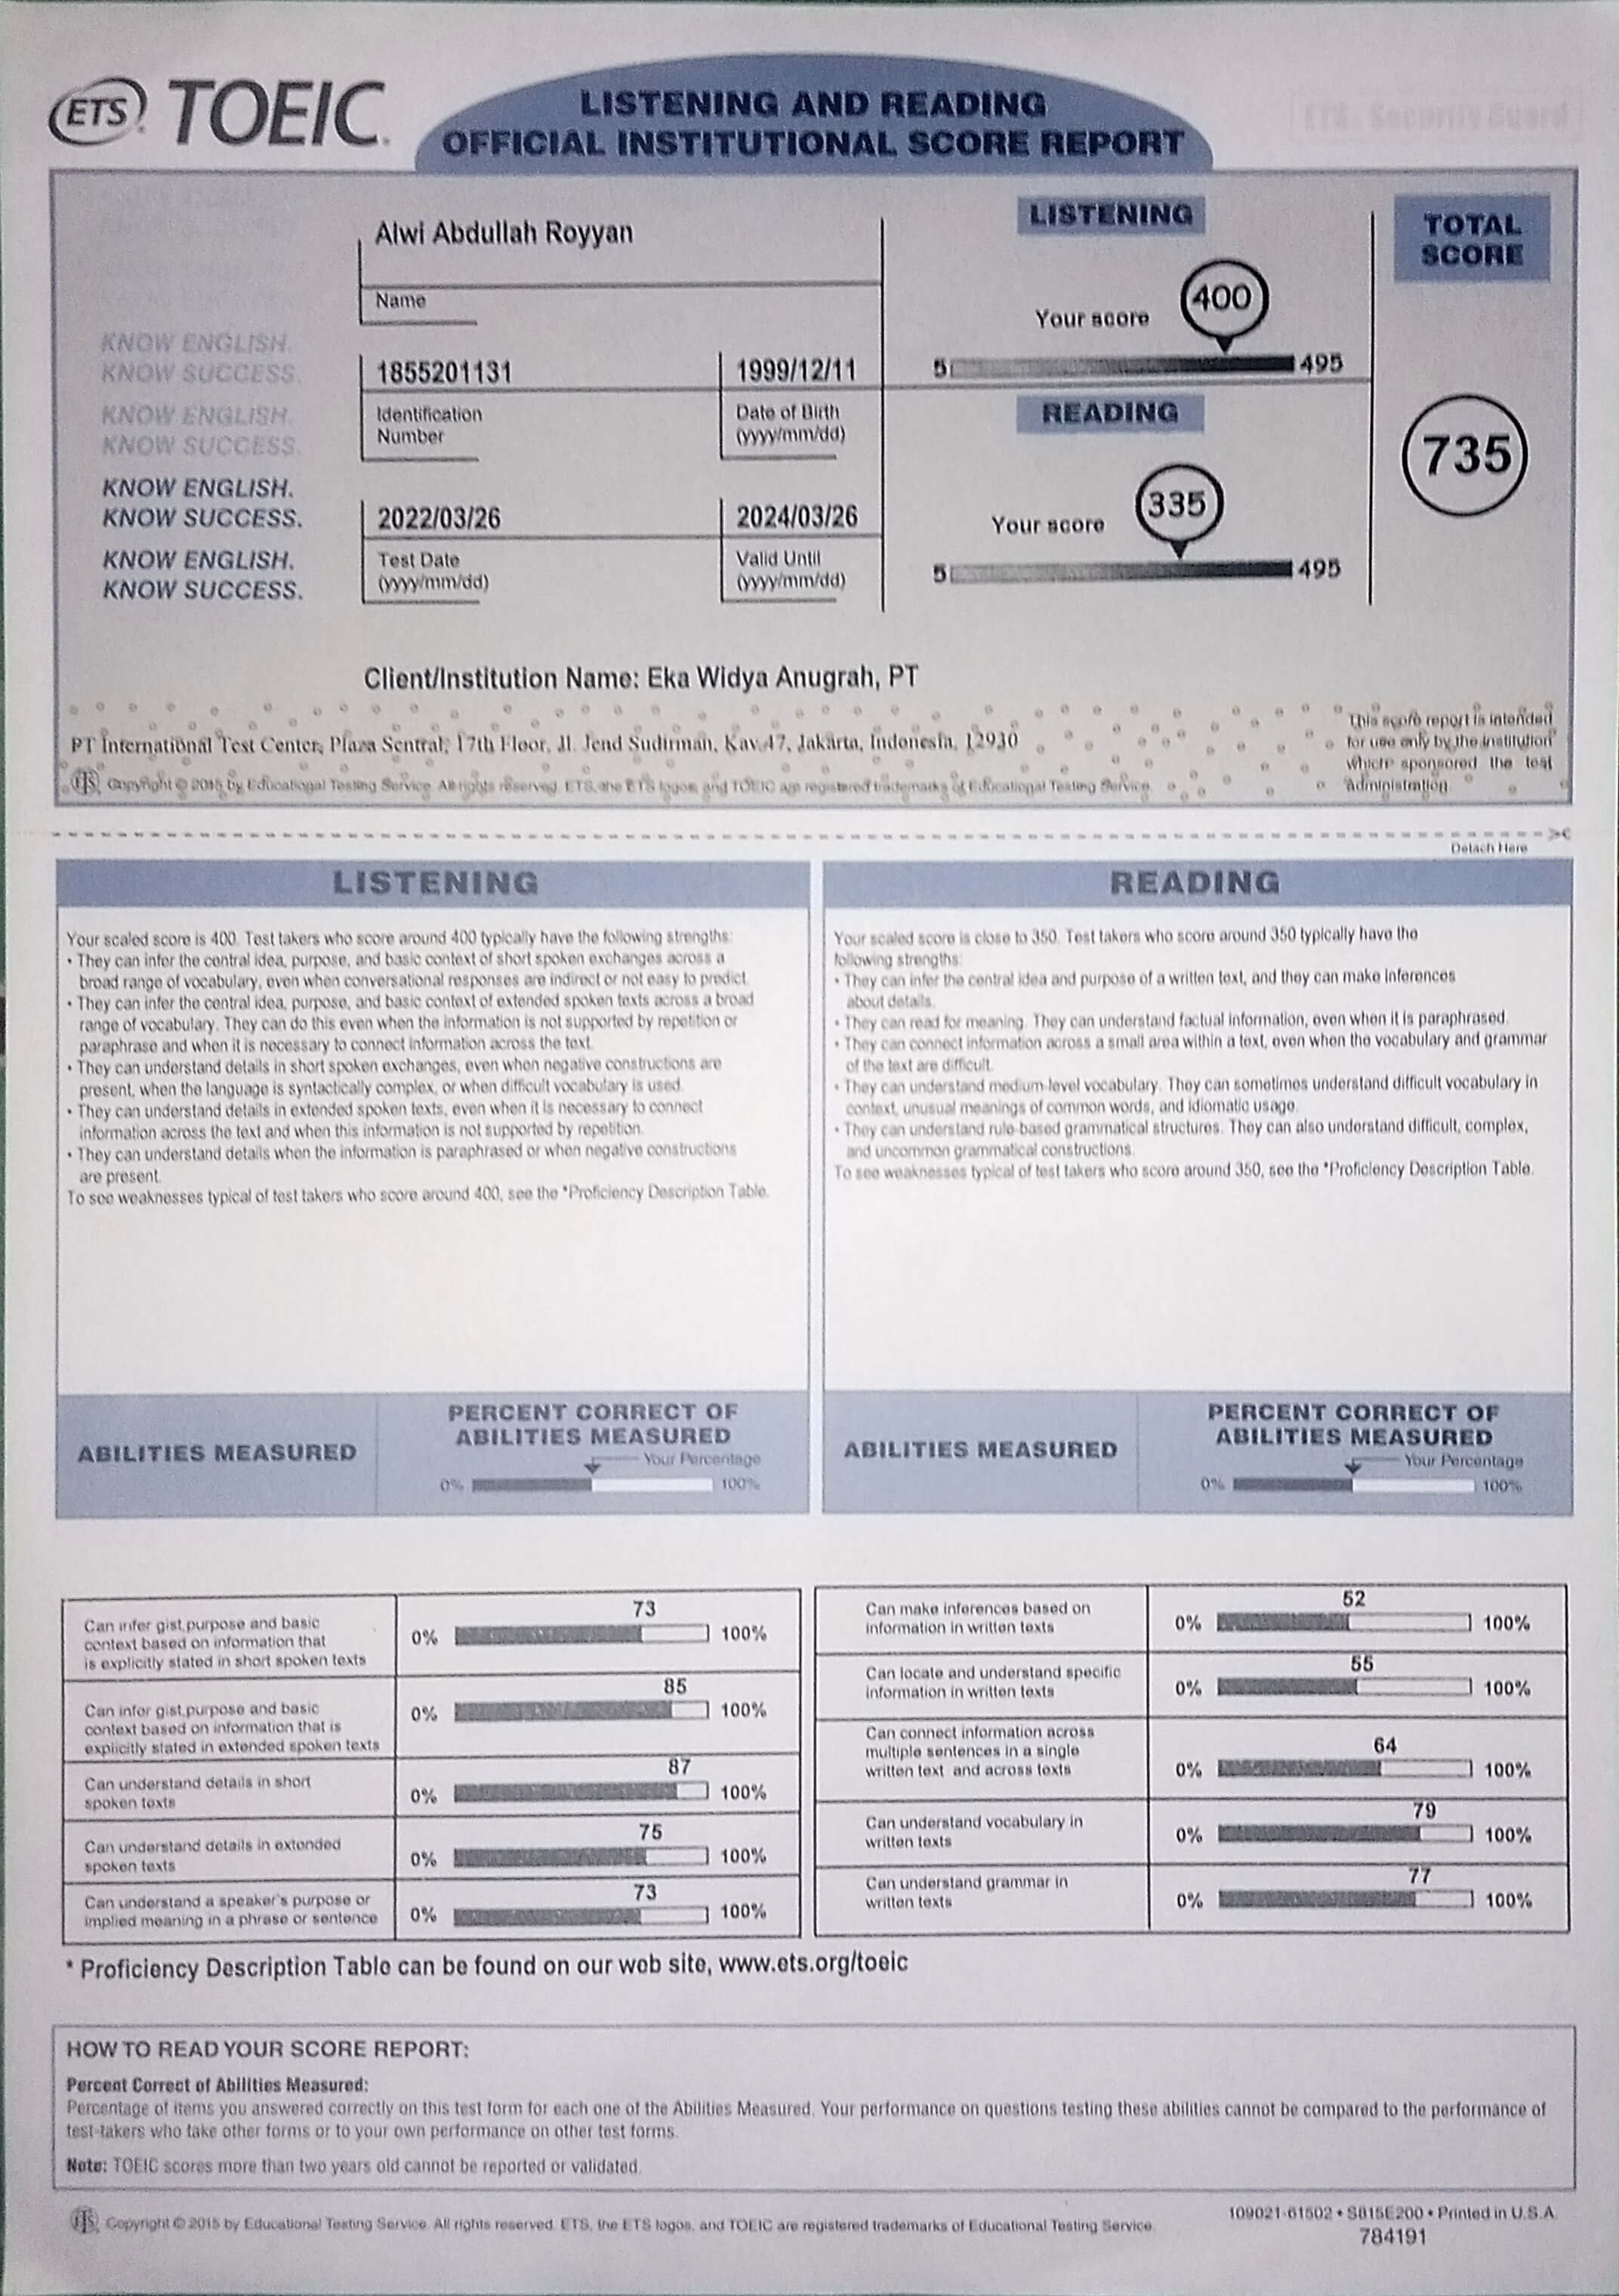 ETS TOEIC
LISTENING AND READING
OFFICIAL INSTITUTIONAL SCORE REPORT
ETS - Security Guard
Alwi Abdullah Royyan
Name
KNOW ENGLISH.
KNOW SUCCESS.
KNOW ENGLISH.
KNOW SUCCESS.
KNOW ENGLISH.
KNOW SUCCESS.
KNOW ENGLISH.
KNOW SUCCESS.
1855201131
Identification
Number
1999/12/11
Date of Birth
(yyyy/mm/dd)
2022/03/26
Test Date
(yyyy/mm/dd)
2024/03/26
Valid Until
(yyyy/mm/dd)
LISTENING
Your score
400
5 495
READING
Your score
335
5 495
TOTAL
SCORE
735
Client/Institution Name: Eka Widya Anugrah, PT
PT International Test Center, Plaza Sentral, 17th Floor, Jl. Jend Sudirman, Kav.47, Jakarta, Indonesia, 12930
ETS Copyright © 2015 by Educational Testing Service. All rights reserved. ETS, the ETS logos, and TOEIC are registered trademarks of Educational Testing Service.
This score report is intended
for use only by the institution
which sponsored the test
Administration
Detach Here
LISTENING
Your scaled score is 400. Test takers who score around 400 typically have the following strengths:
• They can infer the central idea, purpose, and basic context of short spoken exchanges across a
broad range of vocabulary, even when conversational responses are indirect or not easy to predict.
• They can infer the central idea, purpose, and basic context of extended spoken texts across a broad
range of vocabulary. They can do this even when the information is not supported by repetition or
paraphrase and when it is necessary to connect information across the text.
• They can understand details in short spoken exchanges, even when negative constructions are
present, when the language is syntactically complex, or when difficult vocabulary is used.
• They can understand details in extended spoken texts, even when it is necessary to connect
information across the text and when this information is not supported by repetition.
• They can understand details when the information is paraphrased or when negative constructions
are present.
To see weaknesses typical of test takers who score around 400, see the *Proficiency Description Table.
READING
Your scaled score is close to 350. Test takers who score around 350 typically have the
following strengths:
• They can infer the central idea and purpose of a written text, and they can make inferences
about details.
• They can read for meaning. They can understand factual information, even when it is paraphrased.
• They can connect information across a small area within a text, even when the vocabulary and grammar
of the text are difficult.
• They can understand medium-level vocabulary. They can sometimes understand difficult vocabulary in
context, unusual meanings of common words, and idiomatic usage.
• They can understand rule-based grammatical structures. They can also understand difficult, complex,
and uncommon grammatical constructions.
To see weaknesses typical of test takers who score around 350, see the *Proficiency Description Table.
ABILITIES MEASURED
PERCENT CORRECT OF
ABILITIES MEASURED
Your Percentage
0% 100%
ABILITIES MEASURED
PERCENT CORRECT OF
ABILITIES MEASURED
Your Percentage
0% 100%
Can infer gist,purpose and basic
context based on information that
is explicitly stated in short spoken texts
73
0% 100%
Can infer gist,purpose and basic
context based on information that is
explicitly stated in extended spoken texts
85
0% 100%
Can understand details in short
spoken texts
87
0% 100%
Can understand details in extended
spoken texts
75
0% 100%
Can understand a speaker's purpose or
implied meaning in a phrase or sentence
73
0% 100%
Can make inferences based on
information in written texts
52
0% 100%
Can locate and understand specific
information in written texts
55
0% 100%
Can connect information across
multiple sentences in a single
written text and across texts
64
0% 100%
Can understand vocabulary in
written texts
79
0% 100%
Can understand grammar in
written texts
77
0% 100%
* Proficiency Description Table can be found on our web site, www.ets.org/toeic
HOW TO READ YOUR SCORE REPORT:
Percent Correct of Abilities Measured:
Percentage of items you answered correctly on this test form for each one of the Abilities Measured. Your performance on questions testing these abilities cannot be compared to the performance of
test-takers who take other forms or to your own performance on other test forms.
Note: TOEIC scores more than two years old cannot be reported or validated.
ETS Copyright © 2015 by Educational Testing Service. All rights reserved. ETS, the ETS logos, and TOEIC are registered trademarks of Educational Testing Service.
109021-61502 • S815E200 • Printed in U.S.A.
784191